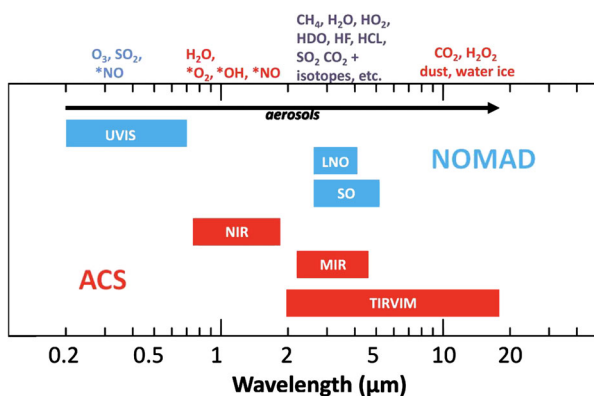 O₃, SO₂,
*NO
H₂O,
*O₂, *OH, *NO
CH₄, H₂O, HO₂,
HDO, HF, HCL,
SO₂ CO₂ +
isotopes, etc.
CO₂, H₂O₂
dust, water ice
aerosols
UVIS
LNO
NOMAD
SO
NIR
MIR
ACS
TIRVIM
0.2 0.5 1 2 5 10 20
Wavelength (μm)